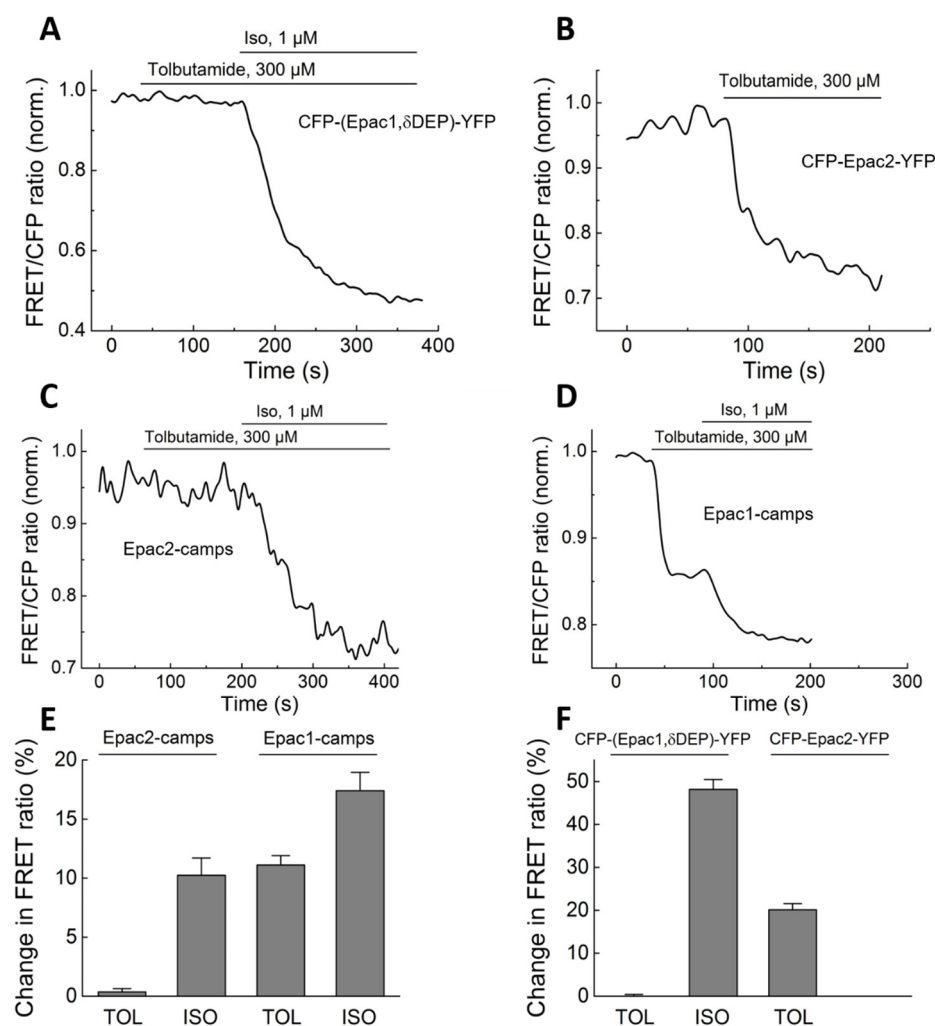 A
Iso, 1 µM
Tolbutamide, 300 µM
CFP-(Epac1,δDEP)-YFP
FRET/CFP ratio (norm.)
1.0
0.8
0.6
0.4
0 100 200 300 400
Time (s)
B
Tolbutamide, 300 µM
CFP-Epac2-YFP
FRET/CFP ratio (norm.)
1.0
0.9
0.8
0.7
0 100 200
Time (s)
C
Iso, 1 µM
Tolbutamide, 300 µM
Epac2-camps
FRET/CFP ratio (norm.)
1.0
0.9
0.8
0.7
0 100 200 300 400
Time (s)
D
Iso, 1 µM
Tolbutamide, 300 µM
Epac1-camps
FRET/CFP ratio (norm.)
1.0
0.9
0.8
0 100 200 300
Time (s)
E
Epac2-camps Epac1-camps
Change in FRET ratio (%)
20
15
10
5
0
TOL ISO TOL ISO
F
CFP-(Epac1,δDEP)-YFP CFP-Epac2-YFP
Change in FRET ratio (%)
50
40
30
20
10
0
TOL ISO TOL